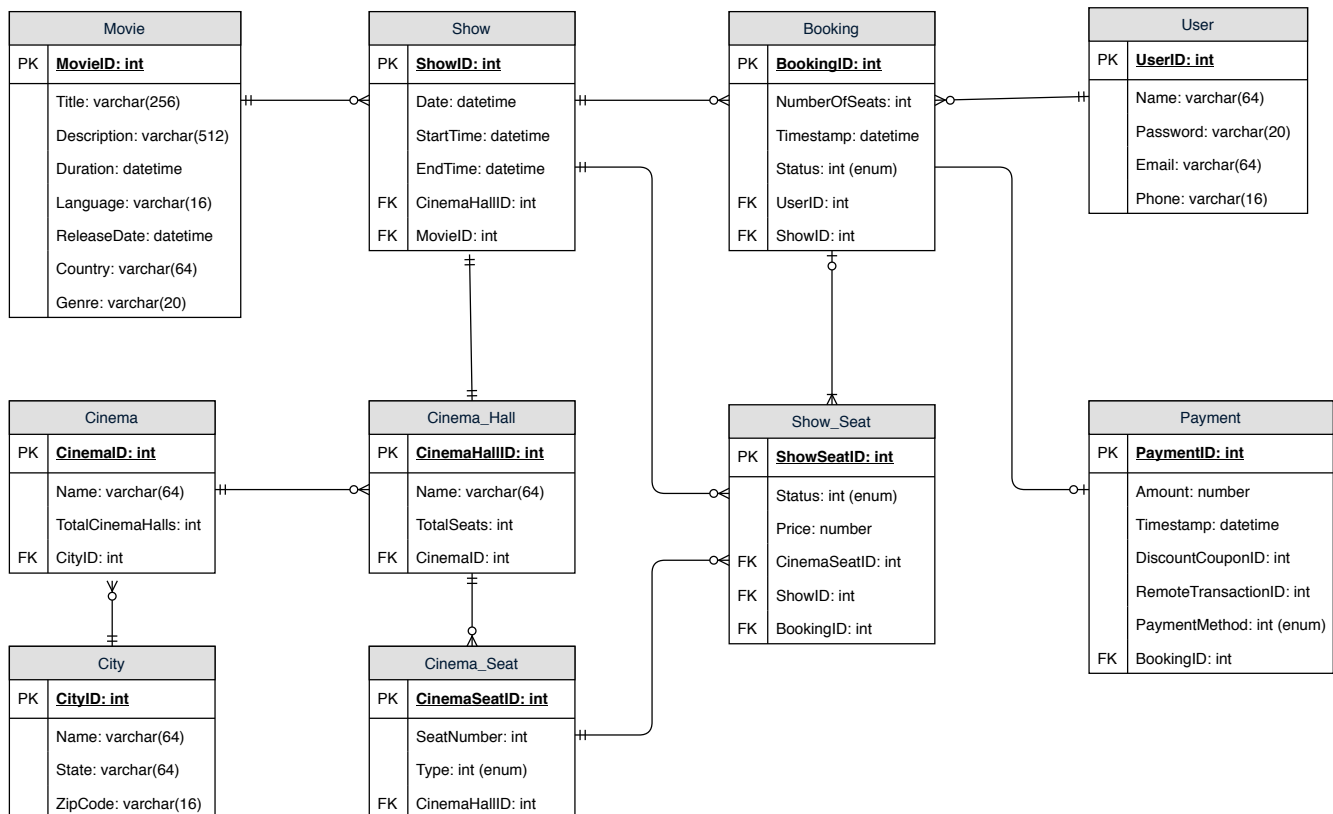 Movie
PK MovieID: int
Title: varchar(256)
Description: varchar(512)
Duration: datetime
Language: varchar(16)
ReleaseDate: datetime
Country: varchar(64)
Genre: varchar(20)
Show
PK ShowID: int
Date: datetime
StartTime: datetime
EndTime: datetime
FK CinemaHallID: int
FK MovieID: int
Booking
PK BookingID: int
NumberOfSeats: int
Timestamp: datetime
Status: int (enum)
FK UserID: int
FK ShowID: int
User
PK UserID: int
Name: varchar(64)
Password: varchar(20)
Email: varchar(64)
Phone: varchar(16)
Cinema
PK CinemaID: int
Name: varchar(64)
TotalCinemaHalls: int
FK CityID: int
Cinema_Hall
PK CinemaHallID: int
Name: varchar(64)
TotalSeats: int
FK CinemaID: int
Show_Seat
PK ShowSeatID: int
Status: int (enum)
Price: number
FK CinemaSeatID: int
FK ShowID: int
FK BookingID: int
Payment
PK PaymentID: int
Amount: number
Timestamp: datetime
DiscountCouponID: int
RemoteTransactionID: int
PaymentMethod: int (enum)
FK BookingID: int
City
PK CityID: int
Name: varchar(64)
State: varchar(64)
ZipCode: varchar(16)
Cinema_Seat
PK CinemaSeatID: int
SeatNumber: int
Type: int (enum)
FK CinemaHallID: int